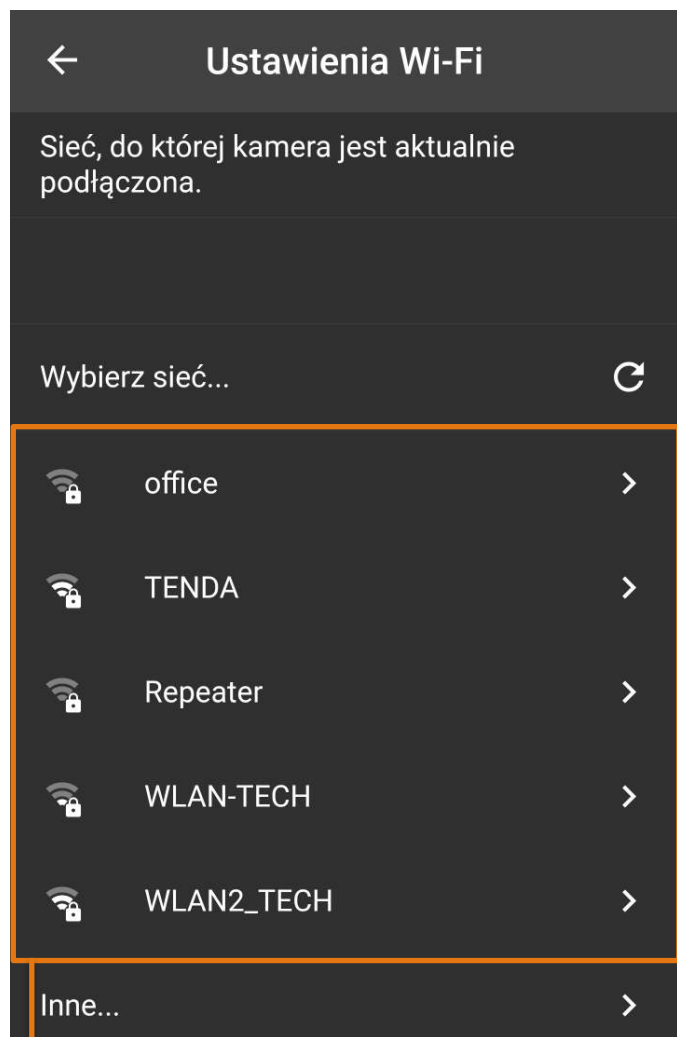 Ustawienia Wi-Fi
Sieć, do której kamera jest aktualnie
podłączona.
Wybierz sieć...
office
TENDA
Repeater
WLAN-TECH
WLAN2_TECH
Inne...